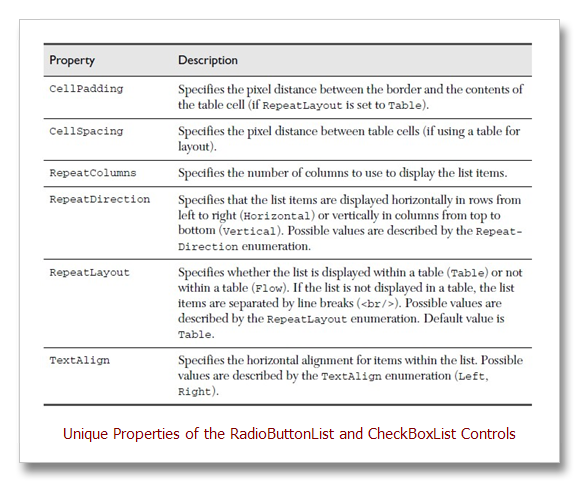 Property Description
CellPadding Specifies the pixel distance between the border and the contents of
the table cell (if RepeatLayout is set to Table).
CellSpacing Specifies the pixel distance between table cells (if using a table for
layout).
RepeatColumns Specifies the number of columns to use to display the list items.
RepeatDirection Specifies that the list items are displayed horizontally in rows from
left to right (Horizontal) or vertically in columns from top to
bottom (Vertical). Possible values are described by the Repeat-
Direction enumeration.
RepeatLayout Specifies whether the list is displayed within a table (Table) or not
within a table (Flow). If the list is not displayed in a table, the list
items are separated by line breaks (<br/>). Possible values are
described by the RepeatLayout enumeration. Default value is
Table.
TextAlign Specifies the horizontal alignment for items within the list. Possible
values are described by the TextAlign enumeration (Left,
Right).
Unique Properties of the RadioButtonList and CheckBoxList Controls